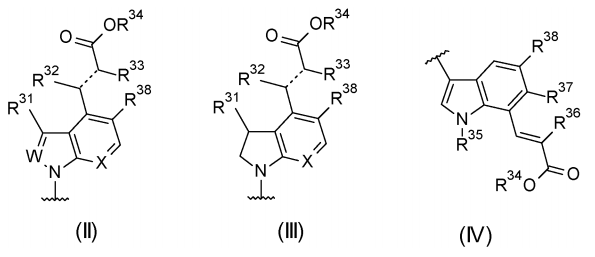 OR³⁴
O
R³²
R³³
R³¹
R³⁸
W
N
X
(Ⅱ)
OR³⁴
O
R³²
R³³
R³¹
R³⁸
N
X
(Ⅲ)
R³⁸
R³⁷
N
R³⁵
R³⁶
R³⁴
O
O
(Ⅳ)